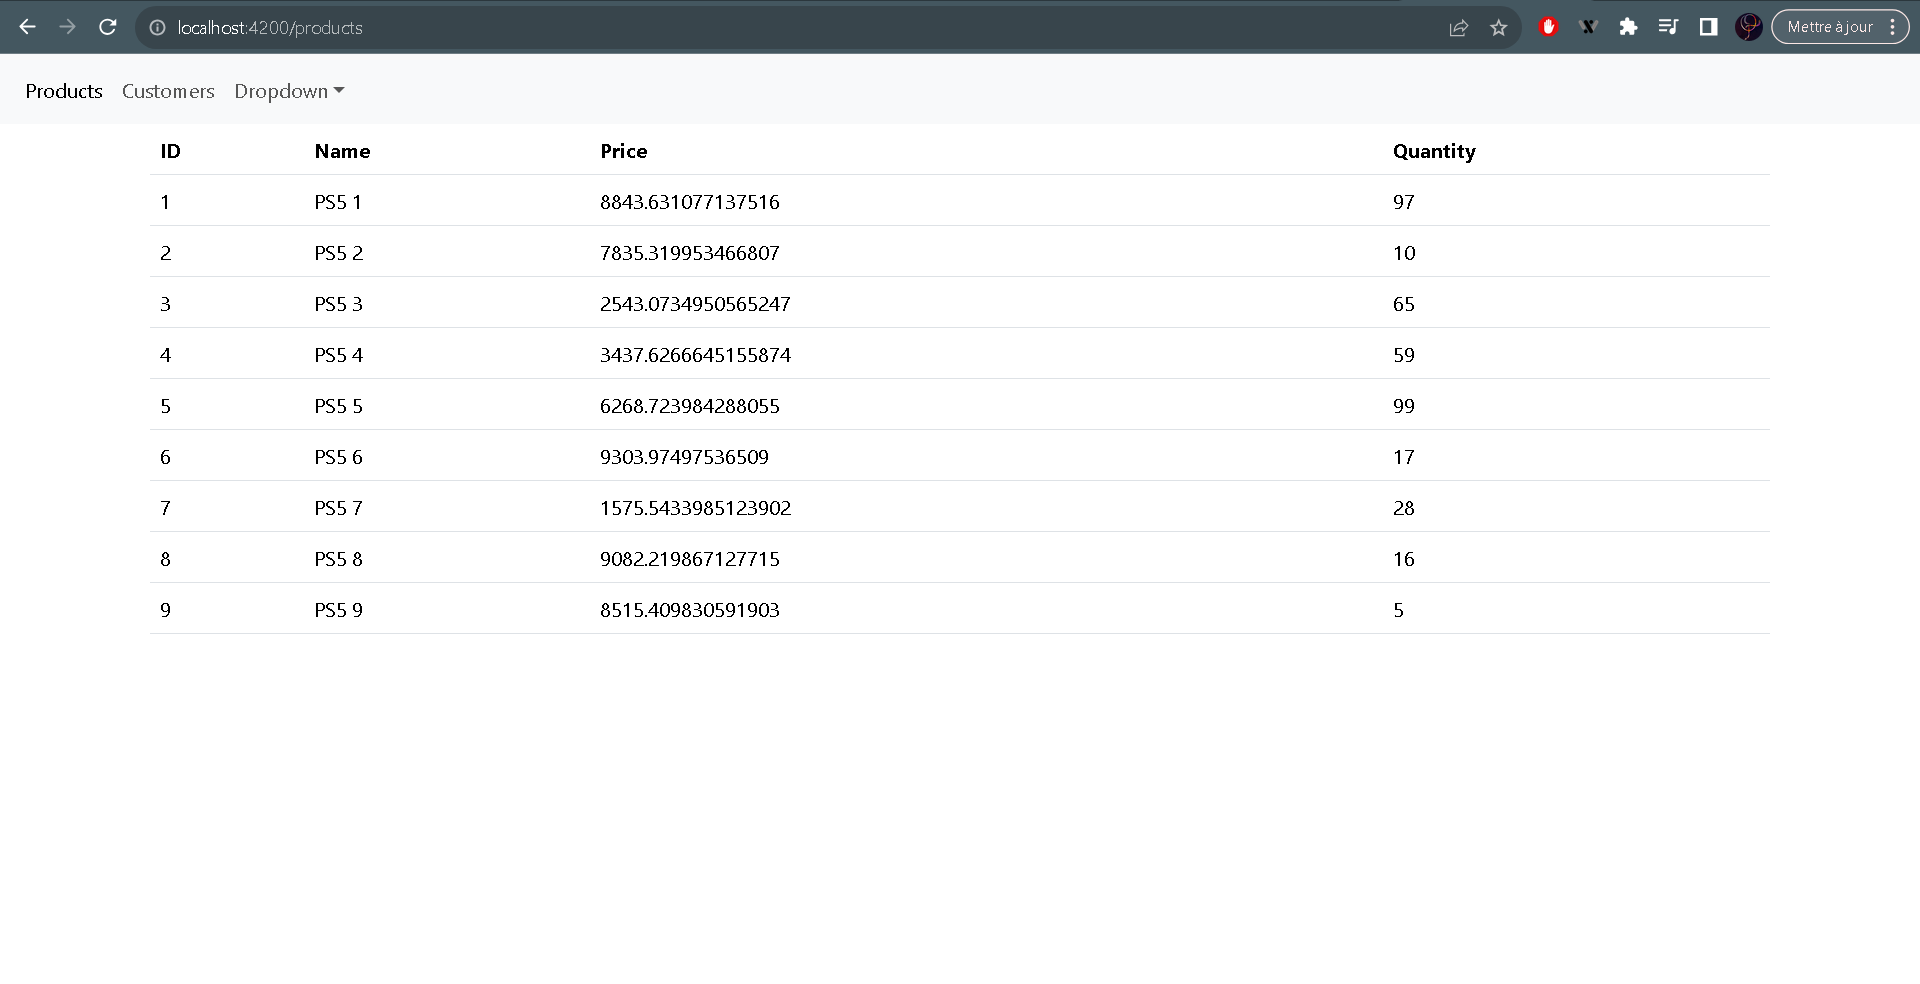 localhost:4200/products Mettre à jour
Products Customers Dropdown
ID Name Price Quantity
1 PS5 1 8843.631077137516 97
2 PS5 2 7835.319953466807 10
3 PS5 3 2543.0734950565247 65
4 PS5 4 3437.6266645155874 59
5 PS5 5 6268.723984288055 99
6 PS5 6 9303.97497536509 17
7 PS5 7 1575.5433985123902 28
8 PS5 8 9082.219867127715 16
9 PS5 9 8515.409830591903 5